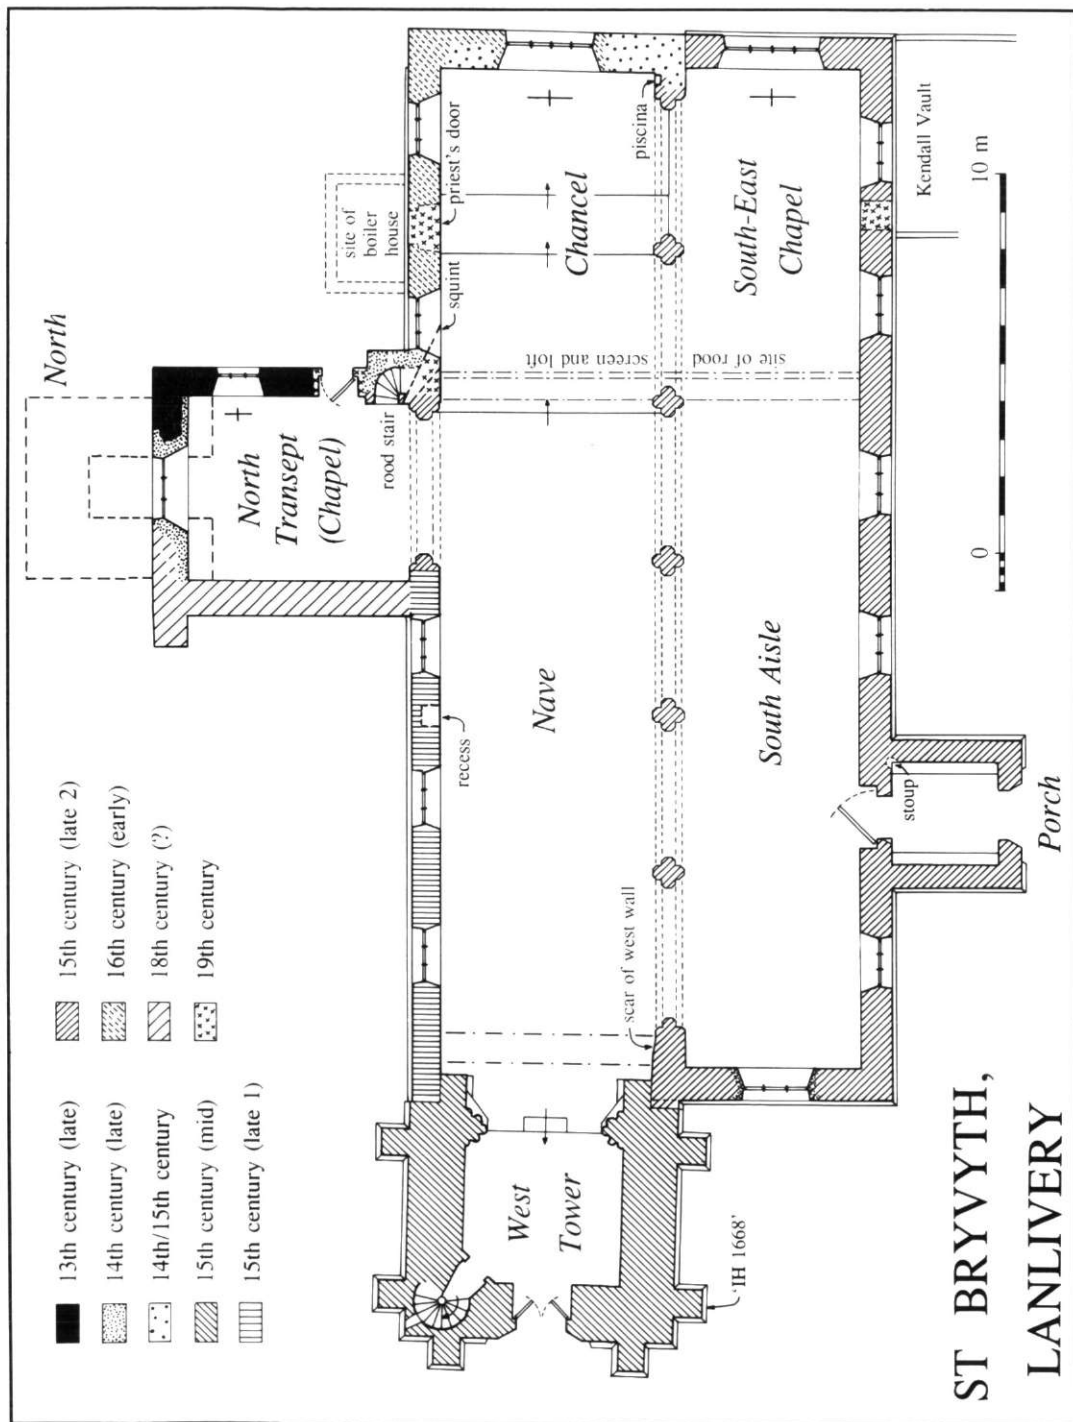 13th century (late)
14th century (late)
14th/15th century
15th century (mid)
15th century (late 1)
15th century (late 2)
16th century (early)
18th century (?)
19th century
North
North
Transept
(Chapel)
site of
boiler
house
priest's door
squint
rood stair
recess
Chancel
piscina
site of rood screen and loft
Nave
South-East
Chapel
Kendall Vault
South Aisle
scar of west wall
stoup
Porch
West
Tower
'IH 1668'
0
10 m
ST BRYVYTH,
LANLIVERY